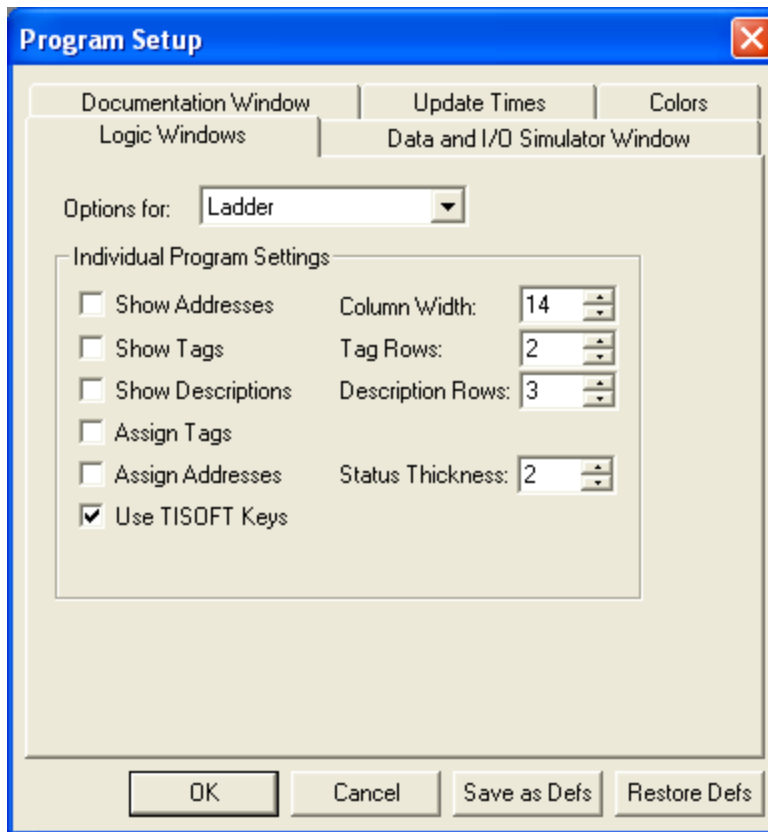 Program Setup
Documentation Window Update Times Colors
Logic Windows Data and I/O Simulator Window
Options for: Ladder
Individual Program Settings
Show Addresses Column Width: 14
Show Tags Tag Rows: 2
Show Descriptions Description Rows: 3
Assign Tags
Assign Addresses Status Thickness: 2
Use TISOFT Keys
OK Cancel Save as Defs Restore Defs